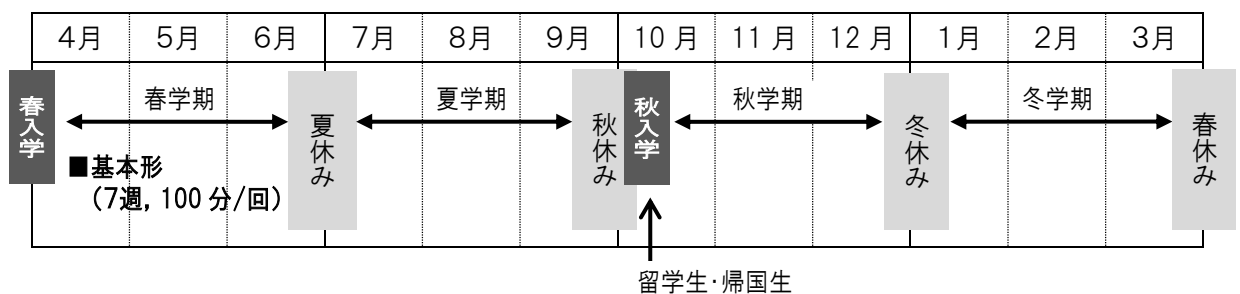 4月 5月 6月 7月 8月 9月 10月 11月 12月 1月 2月 3月
春入学
春学期
■基本形
(7週, 100分/回)
夏休み
夏学期
秋休み
秋入学
秋学期
冬休み
冬学期
春休み
留学生・帰国生